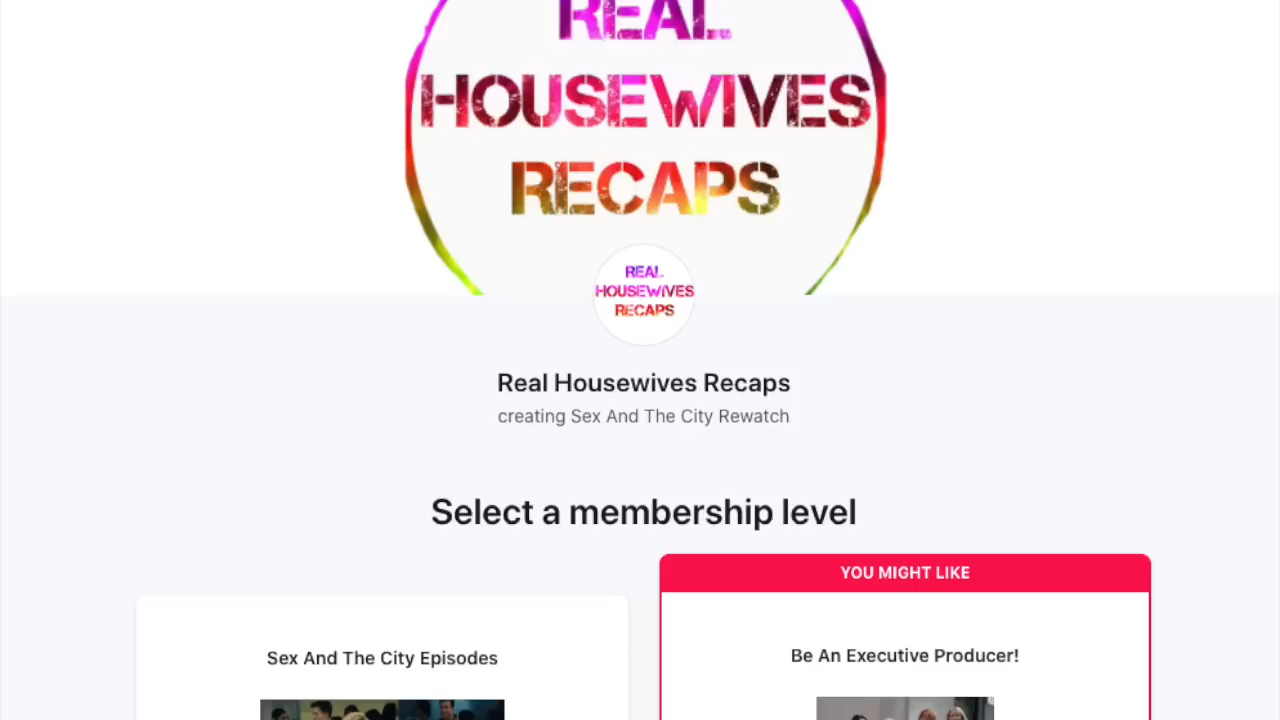 REAL
HOUSEWIVES
RECAPS
REAL
HOUSEWIVES
RECAPS
Real Housewives Recaps
creating Sex And The City Rewatch
Select a membership level
YOU MIGHT LIKE
Sex And The City Episodes
Be An Executive Producer!